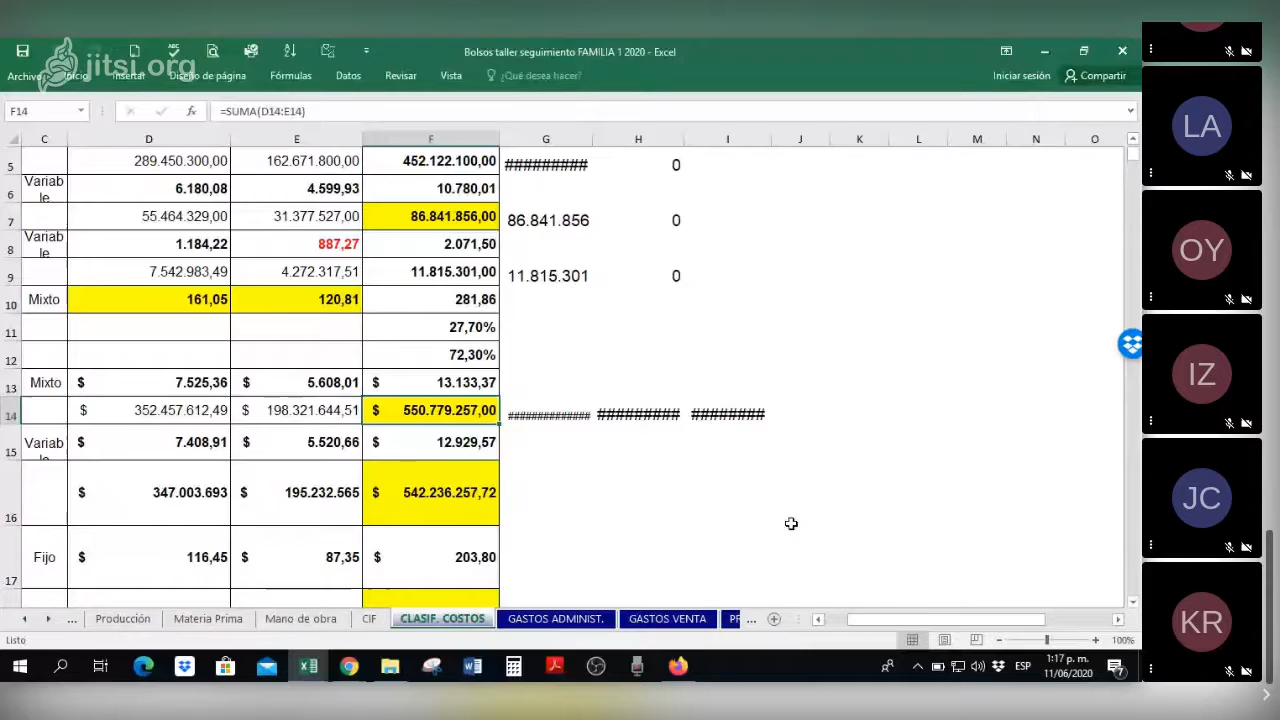 jitsi.org
Bolsos taller seguimiento FAMILIA 1 2020 - Excel
Archivo Inicio Insertar Diseño de página Fórmulas Datos Revisar Vista ¿Qué desea hacer? Iniciar sesión Compartir
F14 fx =SUMA(D14:E14)
C D E F G H I J K L M N O
5 289.450.300,00 162.671.800,00 452.122.100,00 ######### 0
6 Variab le 6.180,08 4.599,93 10.780,01
7 55.464.329,00 31.377.527,00 86.841.856,00 86.841.856 0
8 Variab le 1.184,22 887,27 2.071,50
9 7.542.983,49 4.272.317,51 11.815.301,00 11.815.301 0
10 Mixto 161,05 120,81 281,86
11 27,70%
12 72,30%
13 Mixto $ 7.525,36 $ 5.608,01 $ 13.133,37
14 $ 352.457.612,49 $ 198.321.644,51 $ 550.779.257,00 ############## ######### ########
15 Variab $ 7.408,91 $ 5.520,66 $ 12.929,57
16 $ 347.003.693 $ 195.232.565 $ 542.236.257,72
17 Fijo $ 116,45 $ 87,35 $ 203,80
... Producción Materia Prima Mano de obra CIF CLASIF. COSTOS GASTOS ADMINIST. GASTOS VENTA ...
Listo 100%
ESP 1:17 p. m. 11/06/2020 7
LA
OY
IZ
JC
KR